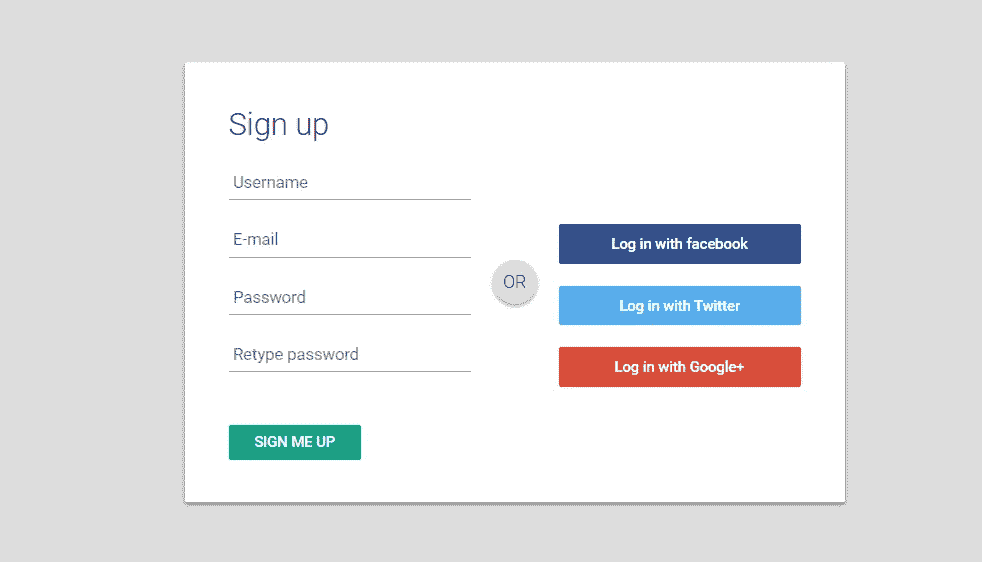 Sign up
Username
E-mail
Password
Retype password
SIGN ME UP
OR
Log in with facebook
Log in with Twitter
Log in with Google+